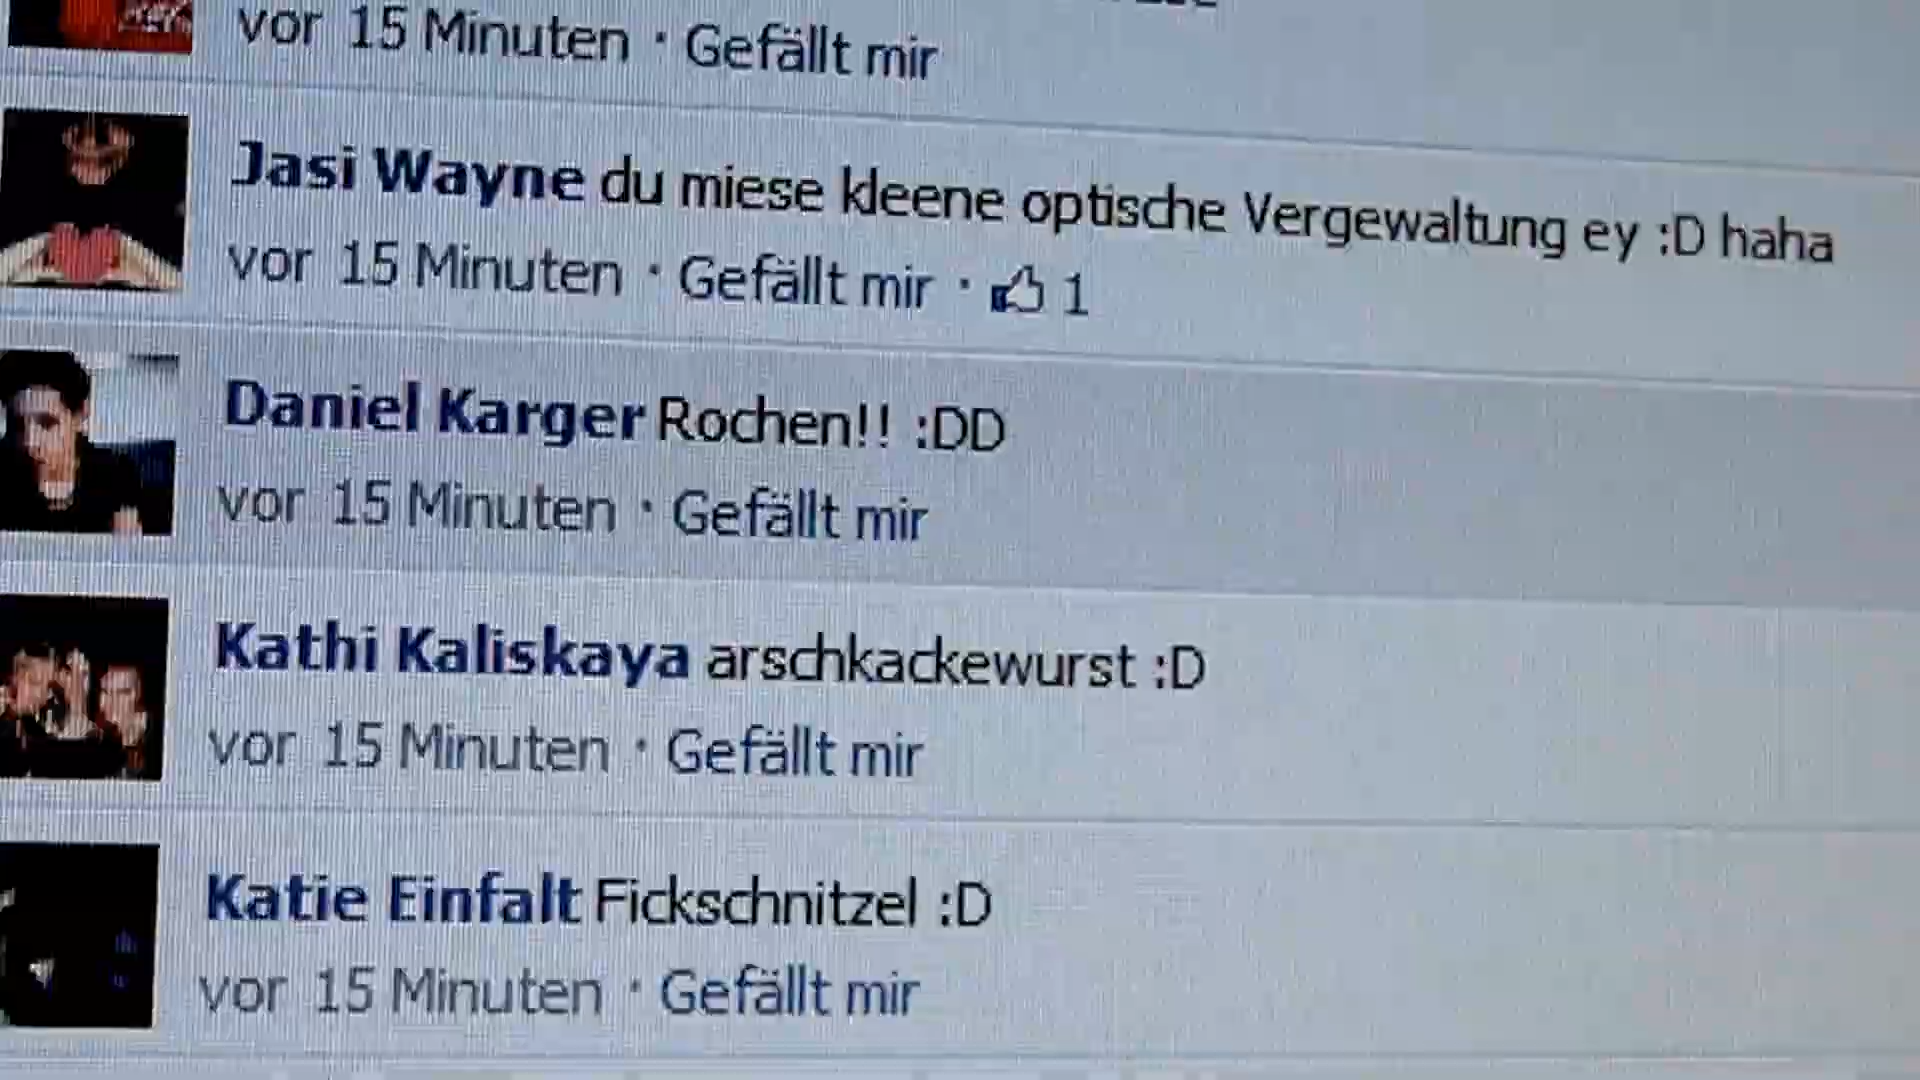 vor 15 Minuten · Gefällt mir
Jasi Wayne du miese kleene optische Vergewaltung ey :D haha
vor 15 Minuten · Gefällt mir · 1
Daniel Karger Rochen!! :DD
vor 15 Minuten · Gefällt mir
Kathi Kaliskaya arschkackewurst :D
vor 15 Minuten · Gefällt mir
Katie Einfalt Fickschnitzel :D
vor 15 Minuten · Gefällt mir